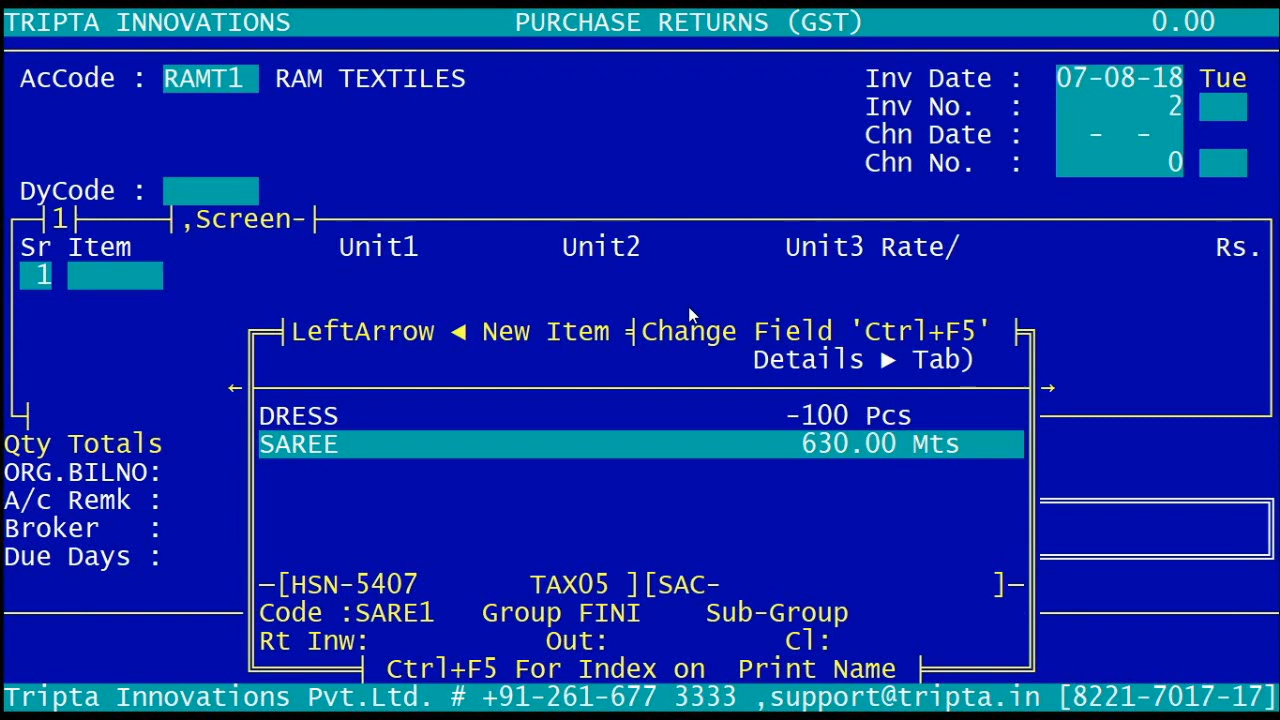 TRIPTA INNOVATIONS PURCHASE RETURNS (GST) 0.00
AcCode : RAMT1 RAM TEXTILES Inv Date : 07-08-18 Tue
Inv No. : 2
Chn Date : - -
Chn No. : 0
DyCode :
1 ,Screen-
Sr Item Unit1 Unit2 Unit3 Rate/ Rs.
1
LeftArrow ◄ New Item Change Field 'Ctrl+F5'
Details ► Tab)
← →
DRESS -100 Pcs
Qty Totals SAREE 630.00 Mts
ORG.BILNO:
A/c Remk :
Broker :
Due Days :
[HSN-5407 TAX05 ][SAC- ]
Code :SARE1 Group FINI Sub-Group
Rt Inw: Out: Cl:
Ctrl+F5 For Index on Print Name
Tripta Innovations Pvt.Ltd. # +91-261-677 3333 ,support@tripta.in [8221-7017-17]